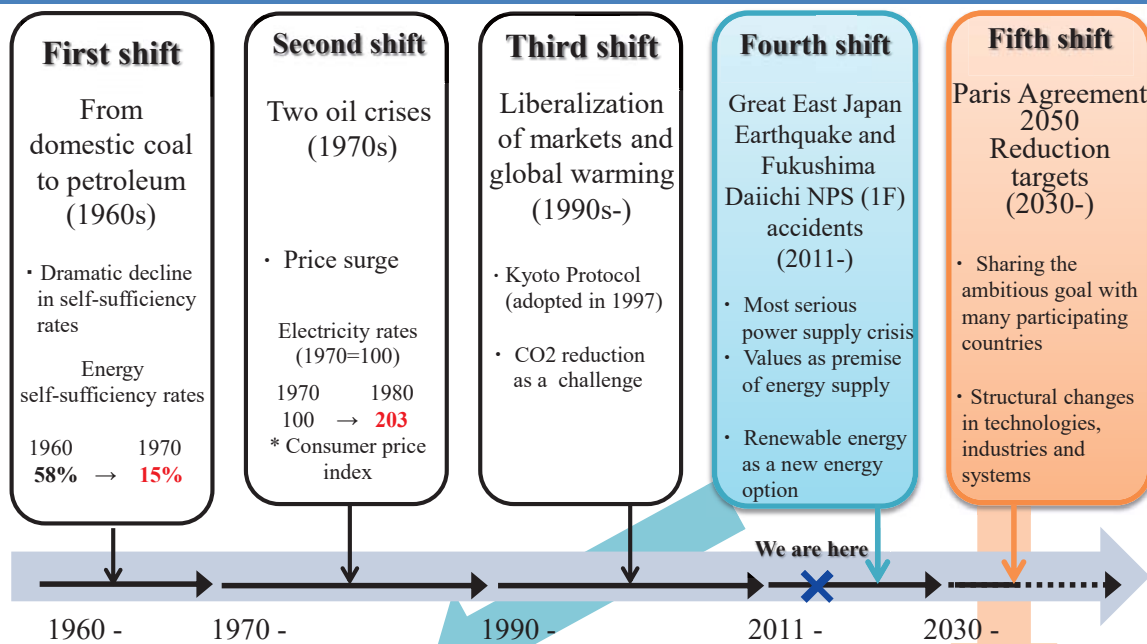 First shift
From
domestic coal
to petroleum
(1960s)
・Dramatic decline
in self-sufficiency
rates
Energy
self-sufficiency rates
1960 1970
58% → 15%
Second shift
Two oil crises
(1970s)
・ Price surge
Electricity rates
(1970=100)
1970 1980
100 → 203
* Consumer price
index
Third shift
Liberalization
of markets and
global warming
(1990s-)
・Kyoto Protocol
(adopted in 1997)
・ CO2 reduction
as a challenge
Fourth shift
Great East Japan
Earthquake and
Fukushima
Daiichi NPS (1F)
accidents
(2011-)
・ Most serious
power supply crisis
・ Values as premise
of energy supply
・ Renewable energy
as a new energy
option
Fifth shift
Paris Agreement
2050
Reduction
targets
(2030-)
・ Sharing the
ambitious goal with
many participating
countries
・ Structural changes
in technologies,
industries and
systems
We are here
1960 - 1970 - 1990 - 2011 - 2030 -